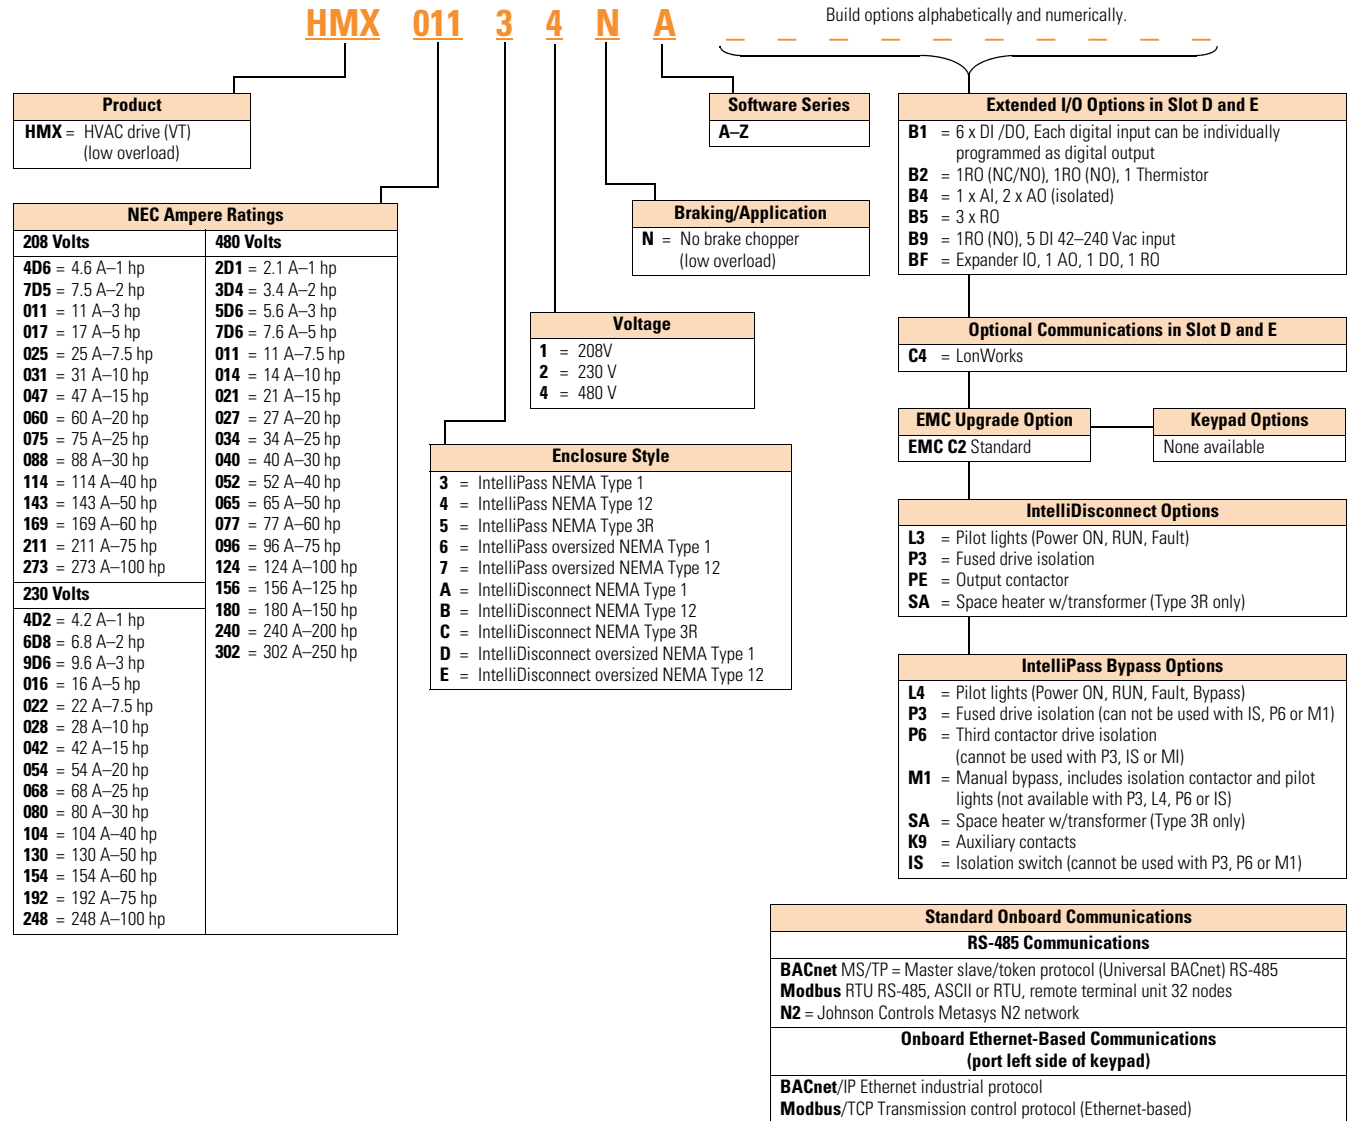 HMX 011 3 4 N A
Build options alphabetically and numerically.
Product
HMX = HVAC drive (VT)
(low overload)
NEC Ampere Ratings
208 Volts
4D6 = 4.6 A–1 hp
7D5 = 7.5 A–2 hp
011 = 11 A–3 hp
017 = 17 A–5 hp
025 = 25 A–7.5 hp
031 = 31 A–10 hp
047 = 47 A–15 hp
060 = 60 A–20 hp
075 = 75 A–25 hp
088 = 88 A–30 hp
114 = 114 A–40 hp
143 = 143 A–50 hp
169 = 169 A–60 hp
211 = 211 A–75 hp
273 = 273 A–100 hp
230 Volts
4D2 = 4.2 A–1 hp
6D8 = 6.8 A–2 hp
9D6 = 9.6 A–3 hp
016 = 16 A–5 hp
022 = 22 A–7.5 hp
028 = 28 A–10 hp
042 = 42 A–15 hp
054 = 54 A–20 hp
068 = 68 A–25 hp
080 = 80 A–30 hp
104 = 104 A–40 hp
130 = 130 A–50 hp
154 = 154 A–60 hp
192 = 192 A–75 hp
248 = 248 A–100 hp
480 Volts
2D1 = 2.1 A–1 hp
3D4 = 3.4 A–2 hp
5D6 = 5.6 A–3 hp
7D6 = 7.6 A–5 hp
011 = 11 A–7.5 hp
014 = 14 A–10 hp
021 = 21 A–15 hp
027 = 27 A–20 hp
034 = 34 A–25 hp
040 = 40 A–30 hp
052 = 52 A–40 hp
065 = 65 A–50 hp
077 = 77 A–60 hp
096 = 96 A–75 hp
124 = 124 A–100 hp
156 = 156 A–125 hp
180 = 180 A–150 hp
240 = 240 A–200 hp
302 = 302 A–250 hp
Enclosure Style
3 = IntelliPass NEMA Type 1
4 = IntelliPass NEMA Type 12
5 = IntelliPass NEMA Type 3R
6 = IntelliPass oversized NEMA Type 1
7 = IntelliPass oversized NEMA Type 12
A = IntelliDisconnect NEMA Type 1
B = IntelliDisconnect NEMA Type 12
C = IntelliDisconnect NEMA Type 3R
D = IntelliDisconnect oversized NEMA Type 1
E = IntelliDisconnect oversized NEMA Type 12
Voltage
1 = 208V
2 = 230 V
4 = 480 V
Braking/Application
N = No brake chopper
(low overload)
Software Series
A–Z
Extended I/O Options in Slot D and E
B1 = 6 x DI /DO, Each digital input can be individually
programmed as digital output
B2 = 1RO (NC/NO), 1RO (NO), 1 Thermistor
B4 = 1 x AI, 2 x AO (isolated)
B5 = 3 x RO
B9 = 1RO (NO), 5 DI 42–240 Vac input
BF = Expander IO, 1 AO, 1 DO, 1 RO
Optional Communications in Slot D and E
C4 = LonWorks
EMC Upgrade Option
EMC C2 Standard
Keypad Options
None available
IntelliDisconnect Options
L3 = Pilot lights (Power ON, RUN, Fault)
P3 = Fused drive isolation
PE = Output contactor
SA = Space heater w/transformer (Type 3R only)
IntelliPass Bypass Options
L4 = Pilot lights (Power ON, RUN, Fault, Bypass)
P3 = Fused drive isolation (can not be used with IS, P6 or M1)
P6 = Third contactor drive isolation
(cannot be used with P3, IS or MI)
M1 = Manual bypass, includes isolation contactor and pilot
lights (not available with P3, L4, P6 or IS)
SA = Space heater w/transformer (Type 3R only)
K9 = Auxiliary contacts
IS = Isolation switch (cannot be used with P3, P6 or M1)
Standard Onboard Communications
RS-485 Communications
BACnet MS/TP = Master slave/token protocol (Universal BACnet) RS-485
Modbus RTU RS-485, ASCII or RTU, remote terminal unit 32 nodes
N2 = Johnson Controls Metasys N2 network
Onboard Ethernet-Based Communications
(port left side of keypad)
BACnet/IP Ethernet industrial protocol
Modbus/TCP Transmission control protocol (Ethernet-based)